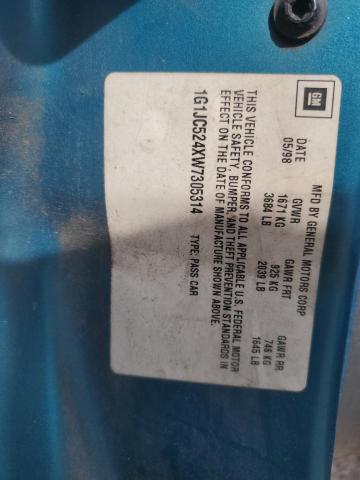 GM
MFD BY GENERAL MOTORS CORP
DATE GVWR GAWR FRT GAWR RR
05/98 1671 KG 925 KG 746 KG
3684 LB 2039 LB 1645 LB
THIS VEHICLE CONFORMS TO ALL APPLICABLE U.S. FEDERAL MOTOR
VEHICLE SAFETY, BUMPER, AND THEFT PREVENTION STANDARDS IN
EFFECT ON THE DATE OF MANUFACTURE SHOWN ABOVE.
1G1JC524XW7305314 TYPE: PASS CAR